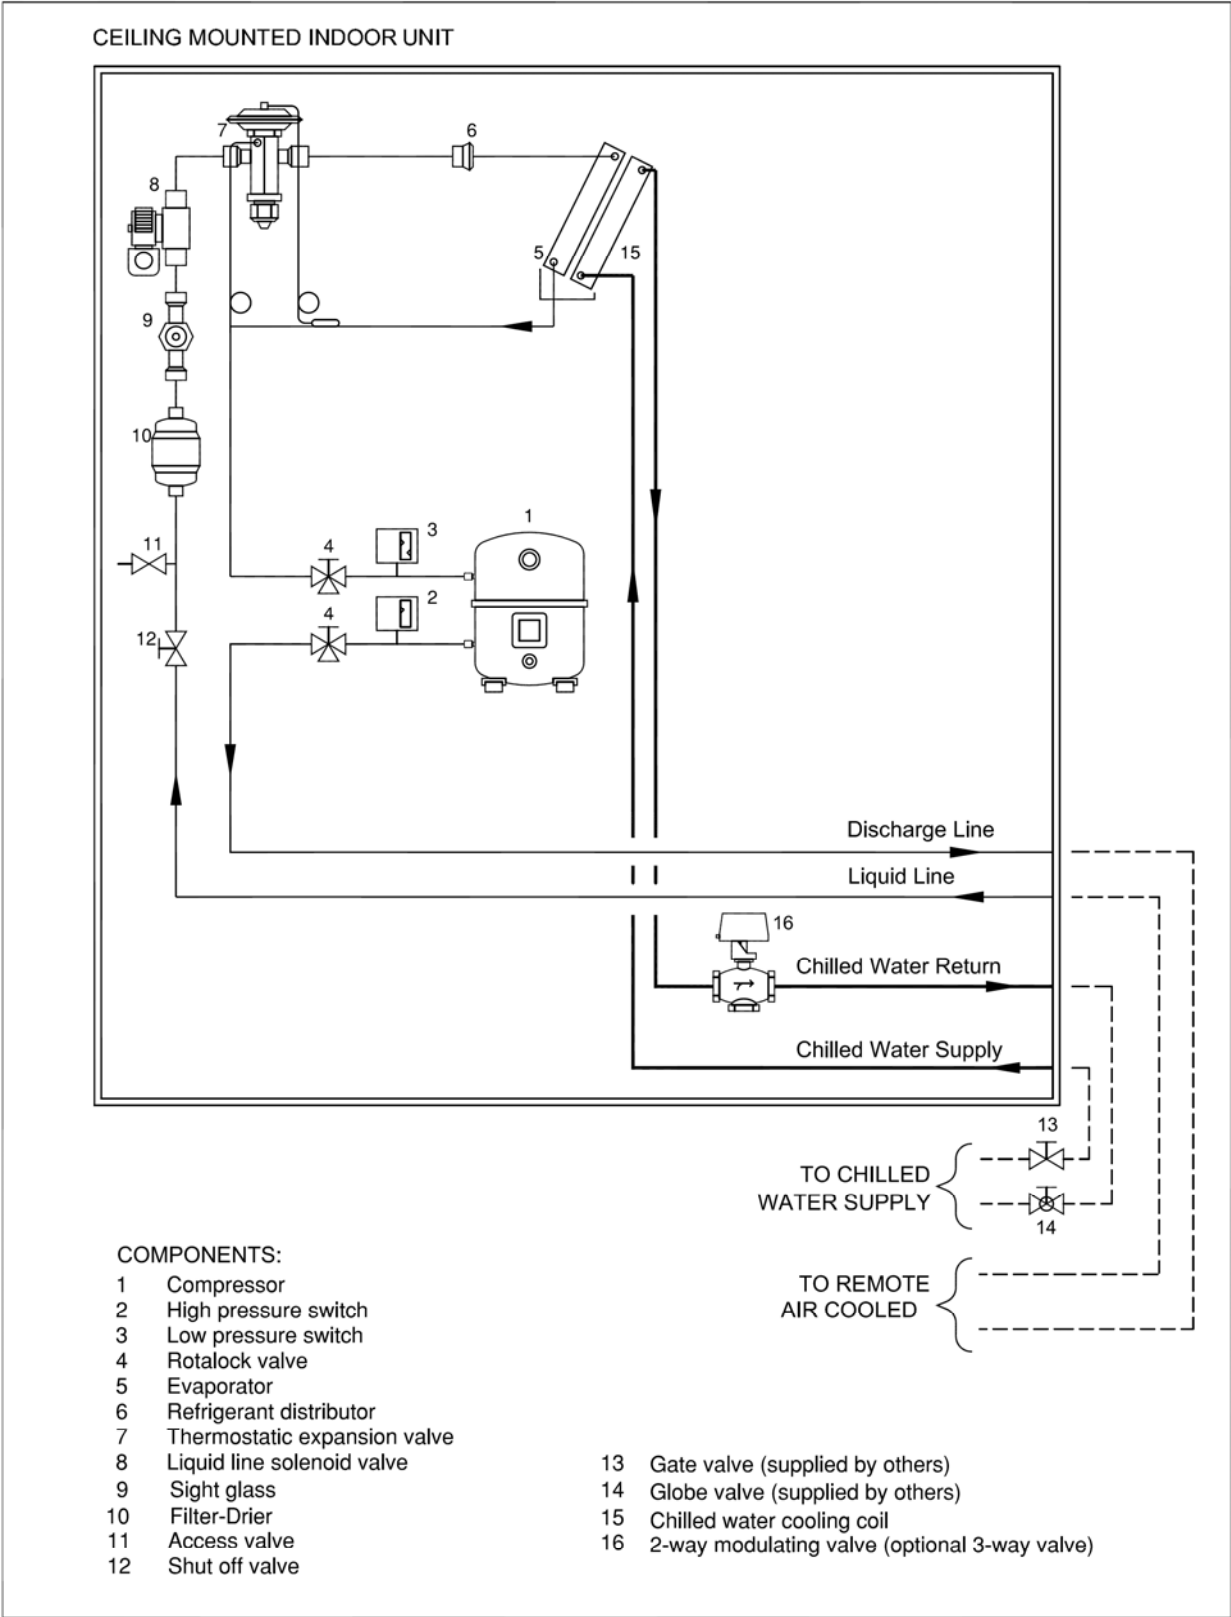 CEILING MOUNTED INDOOR UNIT
7
6
8
5
15
9
10
1
3
11
4
2
4
12
Discharge Line
Liquid Line
16
Chilled Water Return
Chilled Water Supply
13
TO CHILLED
WATER SUPPLY
14
TO REMOTE
AIR COOLED
COMPONENTS:
1 Compressor
2 High pressure switch
3 Low pressure switch
4 Rotalock valve
5 Evaporator
6 Refrigerant distributor
7 Thermostatic expansion valve
8 Liquid line solenoid valve
9 Sight glass
10 Filter-Drier
11 Access valve
12 Shut off valve
13 Gate valve (supplied by others)
14 Globe valve (supplied by others)
15 Chilled water cooling coil
16 2-way modulating valve (optional 3-way valve)